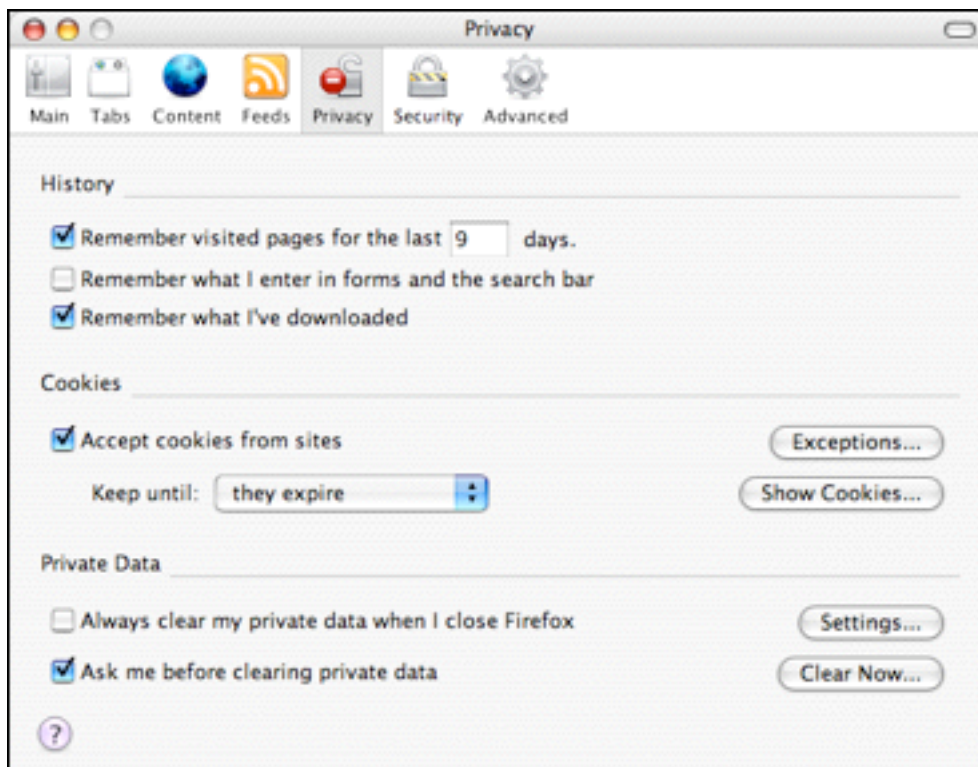 Privacy
Main Tabs Content Feeds Privacy Security Advanced
History
Remember visited pages for the last 9 days.
Remember what I enter in forms and the search bar
Remember what I've downloaded
Cookies
Accept cookies from sites Exceptions...
Keep until: they expire Show Cookies...
Private Data
Always clear my private data when I close Firefox Settings...
Ask me before clearing private data Clear Now...
?